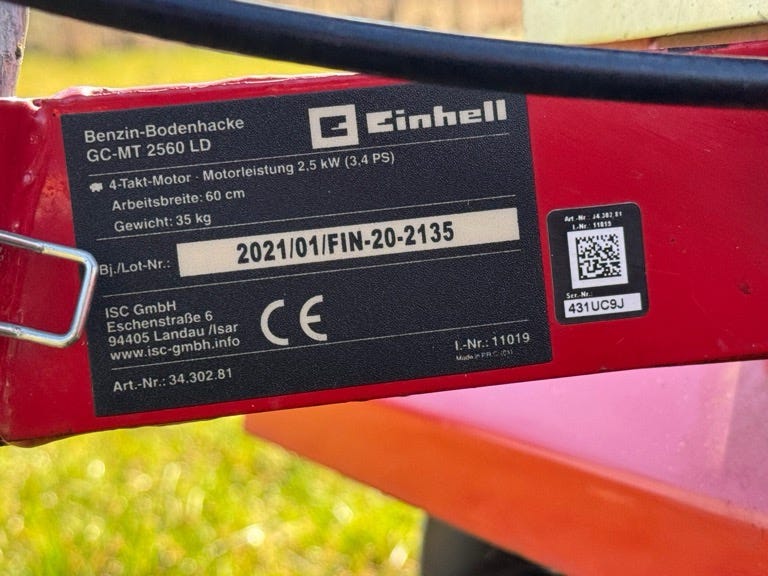 Benzin-Bodenhacke
GC-MT 2560 LD
Einhell
4-Takt-Motor · Motorleistung 2,5 kW (3,4 PS)
Arbeitsbreite: 60 cm
Gewicht: 35 kg
Bj./Lot-Nr.: 2021/01/FIN-20-2135
ISC GmbH
Eschenstraße 6
94405 Landau /Isar
www.isc-gmbh.info
CE
Art.-Nr.: 34.302.81
I.-Nr.: 11019
Made in P.R.C.
Art.-Nr.: 34.302.81
I.-Nr.: 11019
Ser.-Nr.:
431UC9J